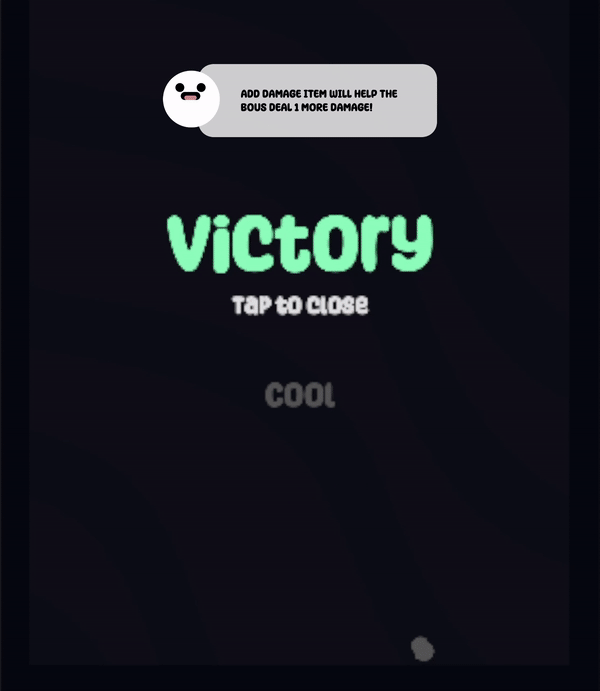 ADD DAMAGE ITEM WILL HELP THE
BOUS DEAL 1 MORE DAMAGE!
Victory
TAP to CLOSE
COOL